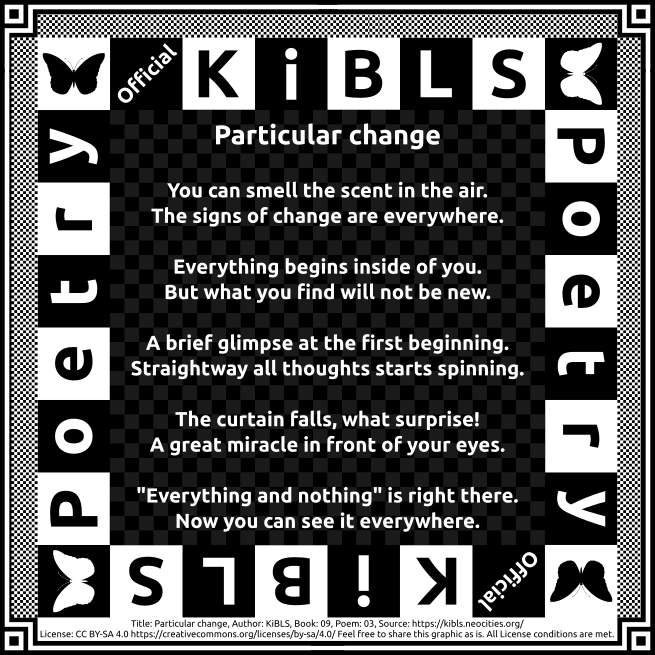 Official
KiBLS
Poetry
Poetry
Particular change
You can smell the scent in the air.
The signs of change are everywhere.
Everything begins inside of you.
But what you find will not be new.
A brief glimpse at the first beginning.
Straightway all thoughts starts spinning.
The curtain falls, what surprise!
A great miracle in front of your eyes.
"Everything and nothing" is right there.
Now you can see it everywhere.
Official
KiBLS
Title: Particular change, Author: KiBLS, Book: 09, Poem: 03, Source: https://kibls.neocities.org/
License: CC BY-SA 4.0 https://creativecommons.org/licenses/by-sa/4.0/ Feel free to share this graphic as is. All License conditions are met.